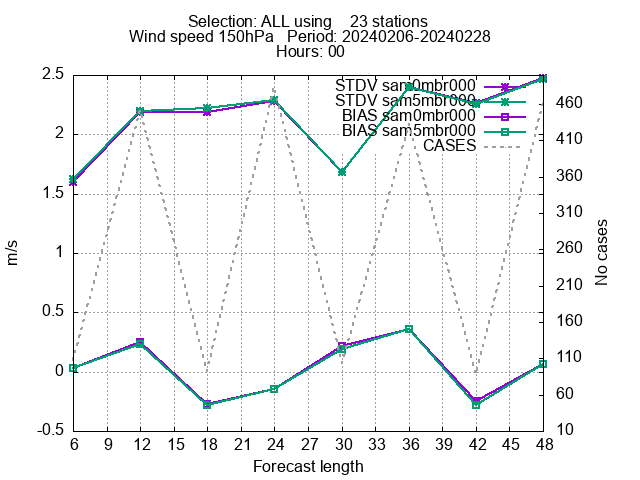 Selection: ALL using    23 stations
Wind speed 150hPa   Period: 20240206-20240228
Hours: 00
STDV sam0mbr000
STDV sam5mbr000
BIAS sam0mbr000
BIAS sam5mbr000
CASES
2.5
2
1.5
1
0.5
0
-0.5
m/s
460
410
360
310
260
210
160
110
60
10
No cases
6 9 12 15 18 21 24 27 30 33 36 39 42 45 48
Forecast length